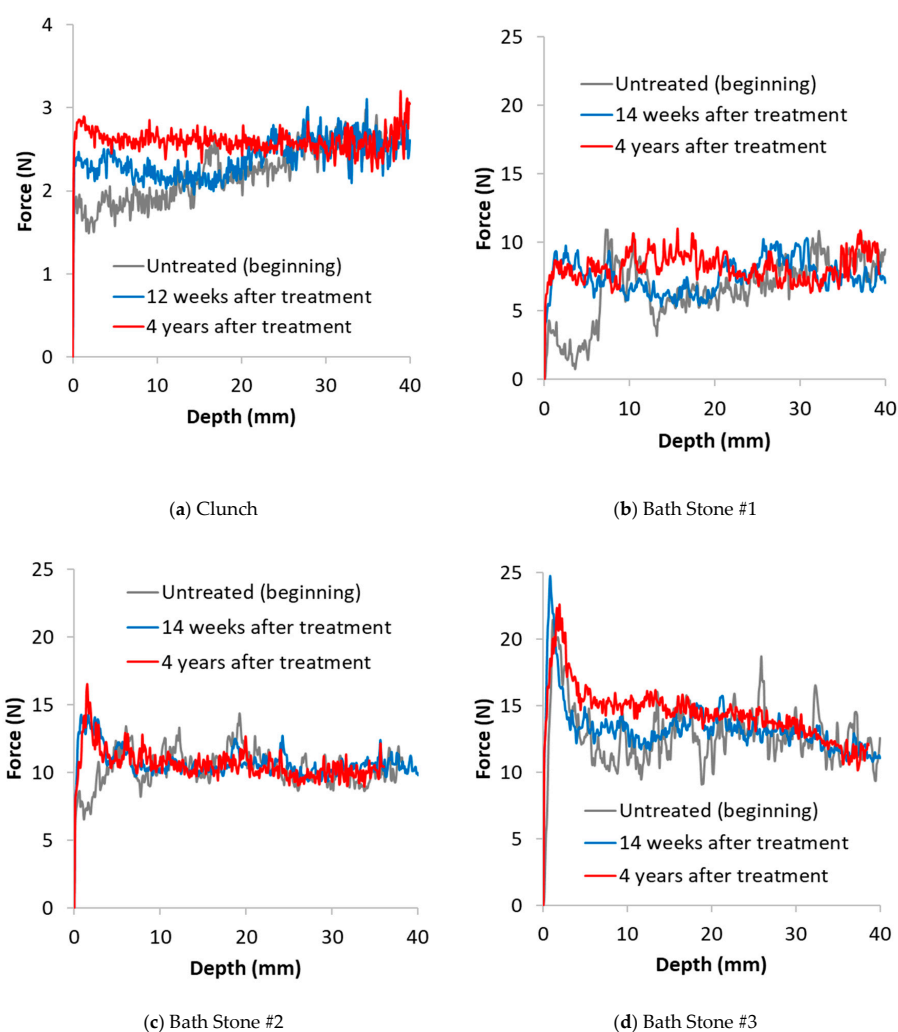 4
3
2
1
0
Force (N)
Untreated (beginning)
12 weeks after treatment
4 years after treatment
0 10 20 30 40
Depth (mm)
(a) Clunch
25
20
15
10
5
0
Force (N)
Untreated (beginning)
14 weeks after treatment
4 years after treatment
0 10 20 30 40
Depth (mm)
(b) Bath Stone #1
25
20
15
10
5
0
Force (N)
Untreated (beginning)
14 weeks after treatment
4 years after treatment
0 10 20 30 40
Depth (mm)
(c) Bath Stone #2
25
20
15
10
5
0
Force (N)
Untreated (beginning)
14 weeks after treatment
4 years after treatment
0 10 20 30 40
Depth (mm)
(d) Bath Stone #3